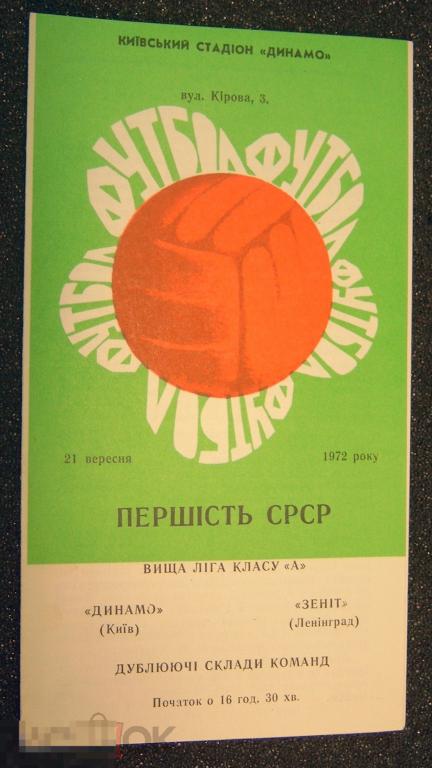 КИЇВСЬКИЙ СТАДІОН «ДИНАМО»
вул. Кірова, 3.
ФУТБОЛ
ФУТБОЛ
ФУТБОЛ
ФУТБОЛ
ФУТБОЛ
21 вересня 1972 року
ПЕРШІСТЬ СРСР
ВИЩА ЛІГА КЛАСУ «А»
«ДИНАМО» «ЗЕНІТ»
(Київ) (Ленінград)
ДУБЛЮЮЧІ СКЛАДИ КОМАНД
Початок о 16 год. 30 хв.